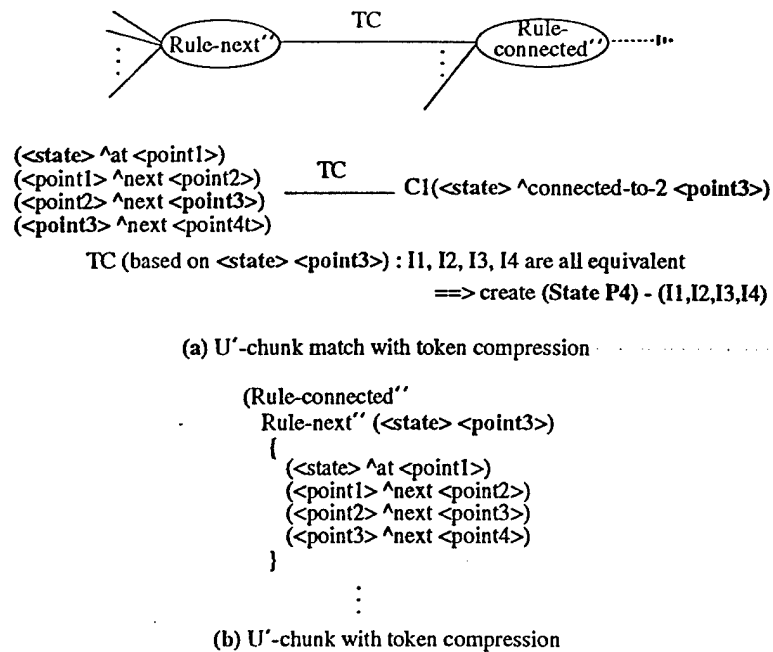 TC
Rule-next′′
Rule-
connected′′
(<state> ^at <point1>)
(<point1> ^next <point2>)
(<point2> ^next <point3>)
(<point3> ^next <point4t>)
TC
C1(<state> ^connected-to-2 <point3>)
TC (based on <state> <point3>) : I1, I2, I3, I4 are all equivalent
==> create (State P4) - (I1,I2,I3,I4)
(a) U′-chunk match with token compression
(Rule-connected′′
Rule-next′′ (<state> <point3>)
{
(<state> ^at <point1>)
(<point1> ^next <point2>)
(<point2> ^next <point3>)
(<point3> ^next <point4>)
}
(b) U′-chunk with token compression